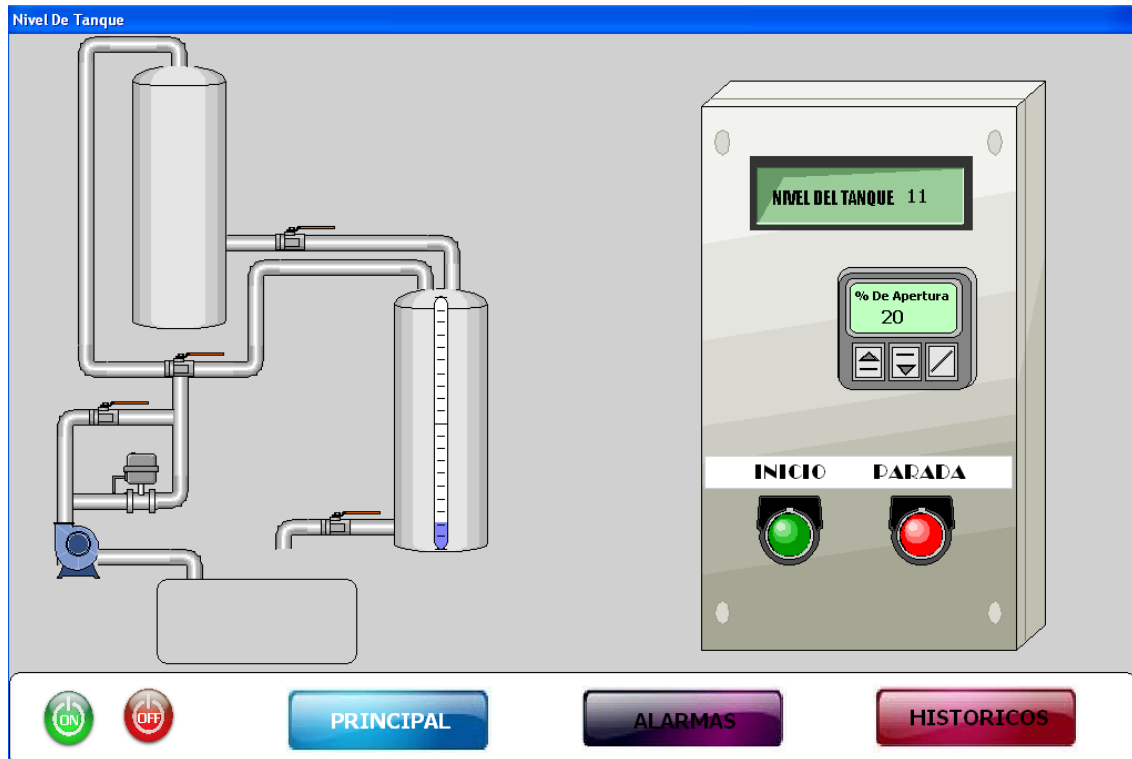 Nivel De Tanque
NIVEL DEL TANQUE 11
% De Apertura
20
INICIO PARADA
ON OFF PRINCIPAL ALARMAS HISTORICOS